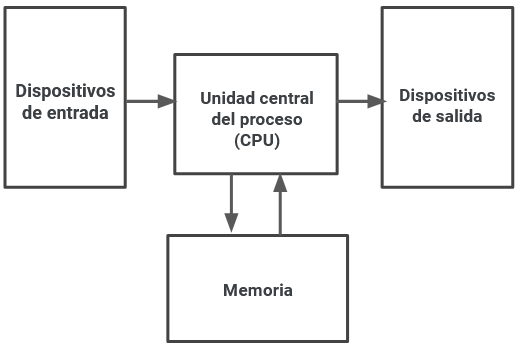 Dispositivos
de entrada
Unidad central
del proceso
(CPU)
Dispositivos
de salida
Memoria